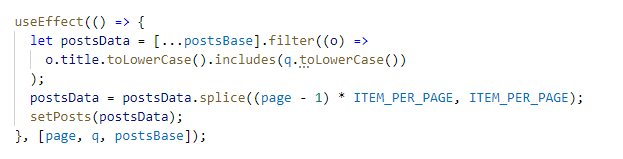 useEffect(() => {
let postsData = [...postsBase].filter((o) =>
o.title.toLowerCase().includes(q.toLowerCase())
);
postsData = postsData.splice((page - 1) * ITEM_PER_PAGE, ITEM_PER_PAGE);
setPosts(postsData);
}, [page, q, postsBase]);